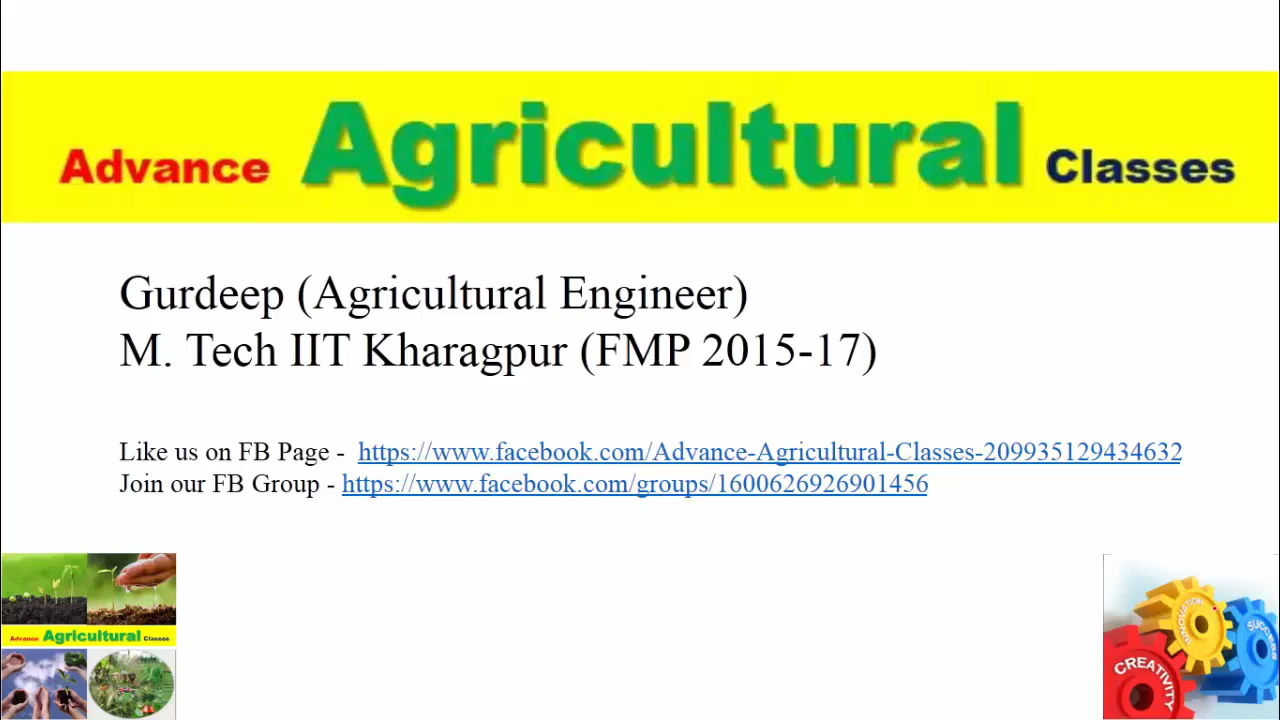 Advance Agricultural Classes
Gurdeep (Agricultural Engineer)
M. Tech IIT Kharagpur (FMP 2015-17)
Like us on FB Page - https://www.facebook.com/Advance-Agricultural-Classes-209935129434632
Join our FB Group - https://www.facebook.com/groups/1600626926901456
Advance Agricultural Classes
INNOVATION
SUCCESS
CREATIVITY